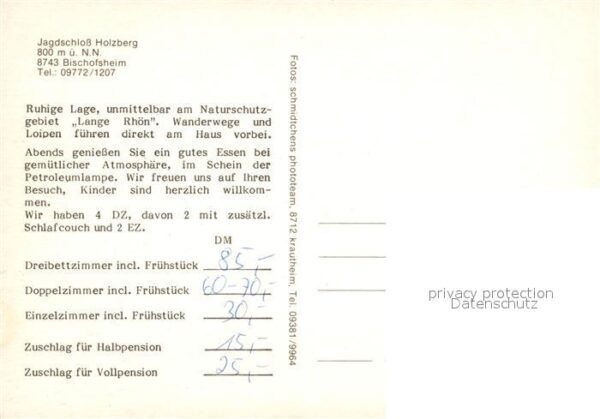 Jagdschloß Holzberg
800 m ü. N.N.
8743 Bischofsheim
Tel.: 09772/1207
Ruhige Lage, unmittelbar am Naturschutz-
gebiet „Lange Rhön". Wanderwege und
Loipen führen direkt am Haus vorbei.
Abends genießen Sie ein gutes Essen bei
gemütlicher Atmosphäre, im Schein der
Petroleumlampe. Wir freuen uns auf Ihren
Besuch, Kinder sind herzlich willkom-
men.
Wir haben 4 DZ, davon 2 mit zusätzl.
Schlafcouch und 2 EZ.
DM
Dreibettzimmer incl. Frühstück 85,-
Doppelzimmer incl. Frühstück 60-70,-
Einzelzimmer incl. Frühstück 30,-
Zuschlag für Halbpension 15,-
Zuschlag für Vollpension 25,-
Fotos: schmidtchens phototeam, 8712 krautheim, Tel. 09381/9964
privacy protection
Datenschutz